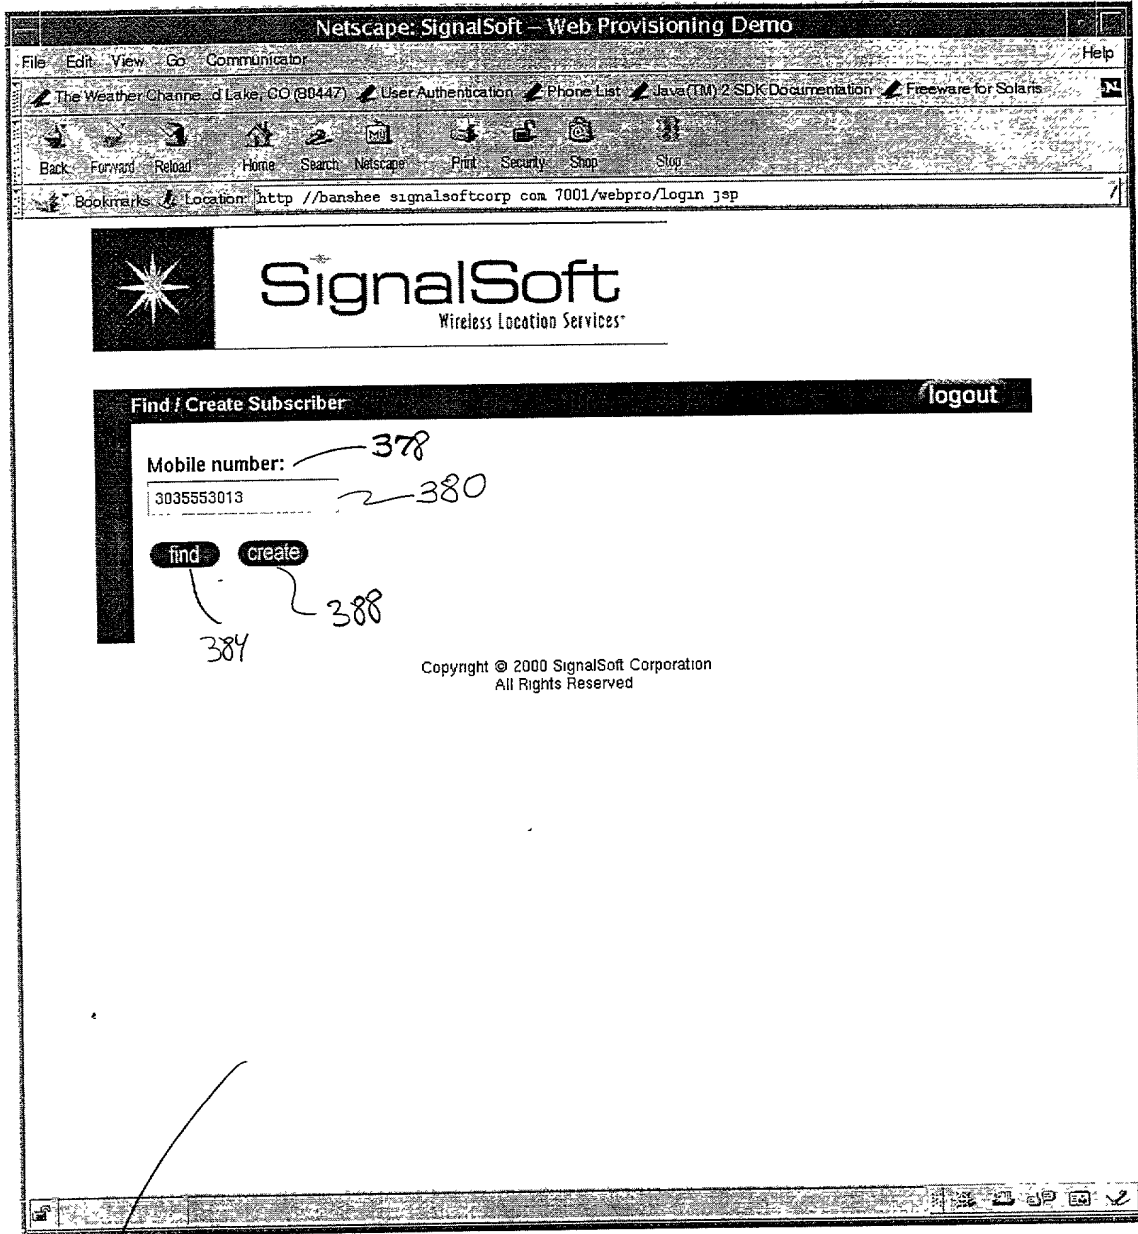 Netscape: SignalSoft – Web Provisioning Demo
File Edit View Go Communicator Help
The Weather Channe...d Lake, CO (80447) User Authentication Phone List Java(TM) 2 SDK Documentation Freeware for Solaris N
Back Forward Reload Home Search Netscape Print Security Shop Stop
Bookmarks Location: http //banshee signalsoftcorp com 7001/webpro/login jsp
SignalSoft
Wireless Location Services
Find / Create Subscriber logout
Mobile number: 378
3035553013 380
find create
384 388
Copyright © 2000 SignalSoft Corporation
All Rights Reserved